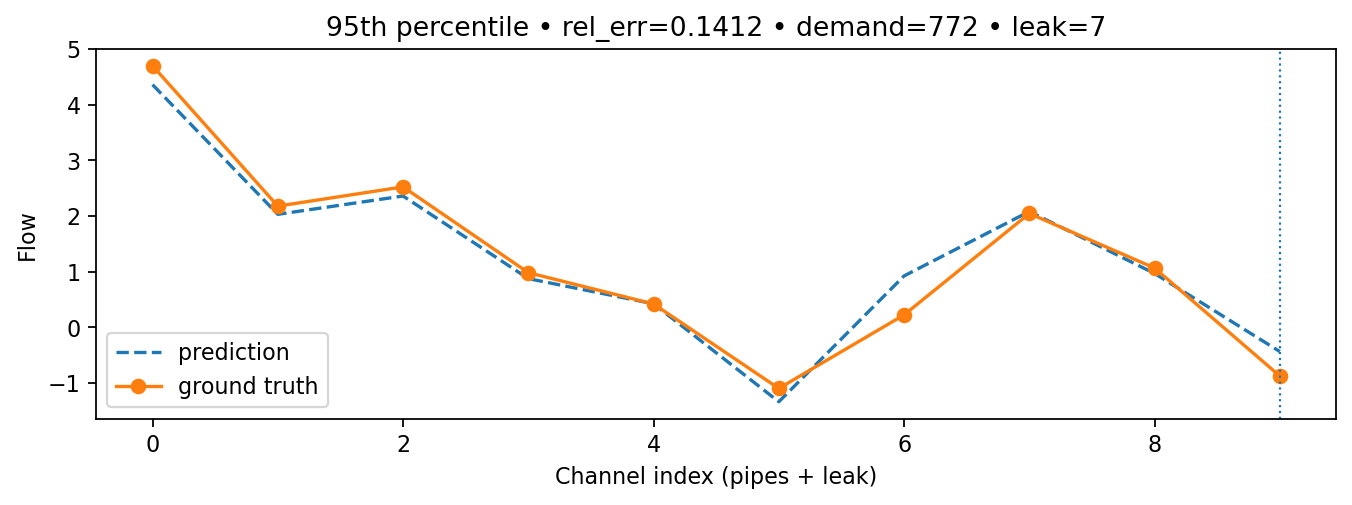 95th percentile • rel_err=0.1412 • demand=772 • leak=7
5
4
3
2
1
0
−1
Flow
prediction
ground truth
0 2 4 6 8
Channel index (pipes + leak)